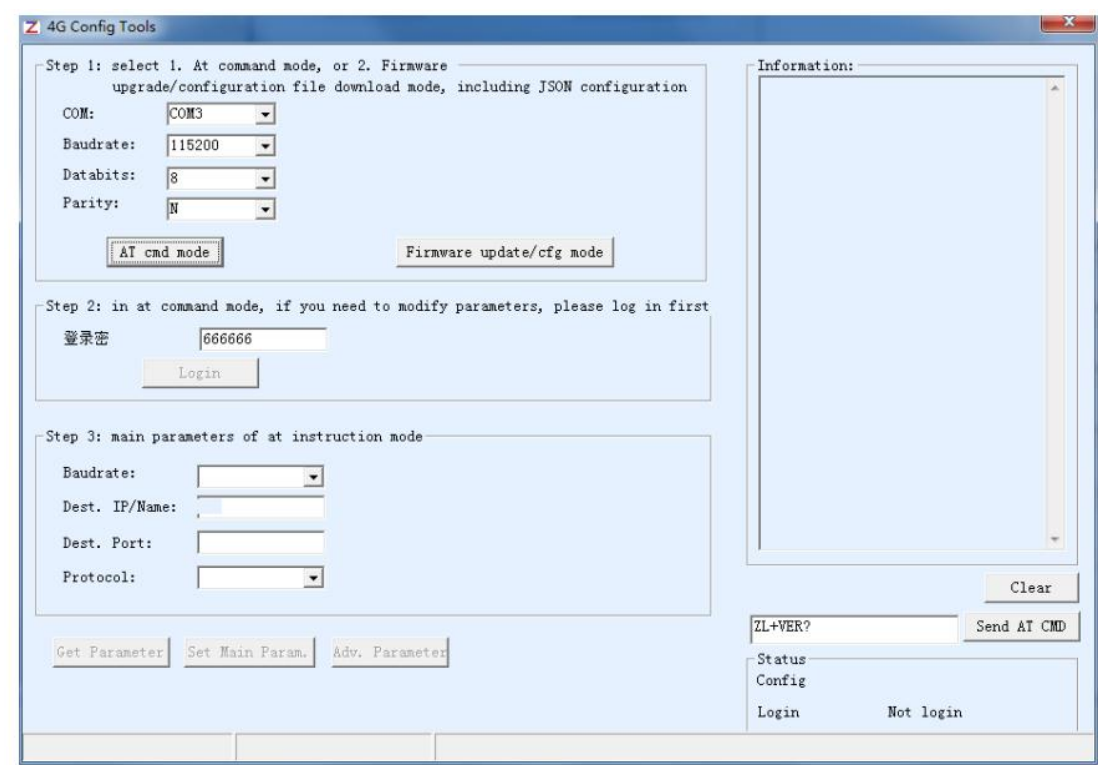 Z 4G Config Tools
Step 1: select 1. At command mode, or 2. Firmware
upgrade/configuration file download mode, including JSON configuration
COM: COM3
Baudrate: 115200
Databits: 8
Parity: N
AT cmd mode Firmware update/cfg mode
Step 2: in at command mode, if you need to modify parameters, please log in first
登录密 666666
Login
Step 3: main parameters of at instruction mode
Baudrate:
Dest. IP/Name:
Dest. Port:
Protocol:
Get Parameter Set Main Param. Adv. Parameter
Information:
Clear
ZL+VER? Send AT CMD
Status
Config
Login Not login